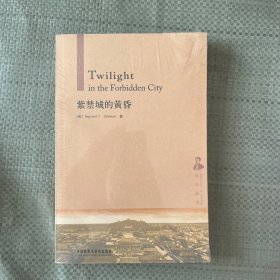 Twilight
in the Forbidden City
紫禁城的黄昏
[英] Reginald F. Johnston 著